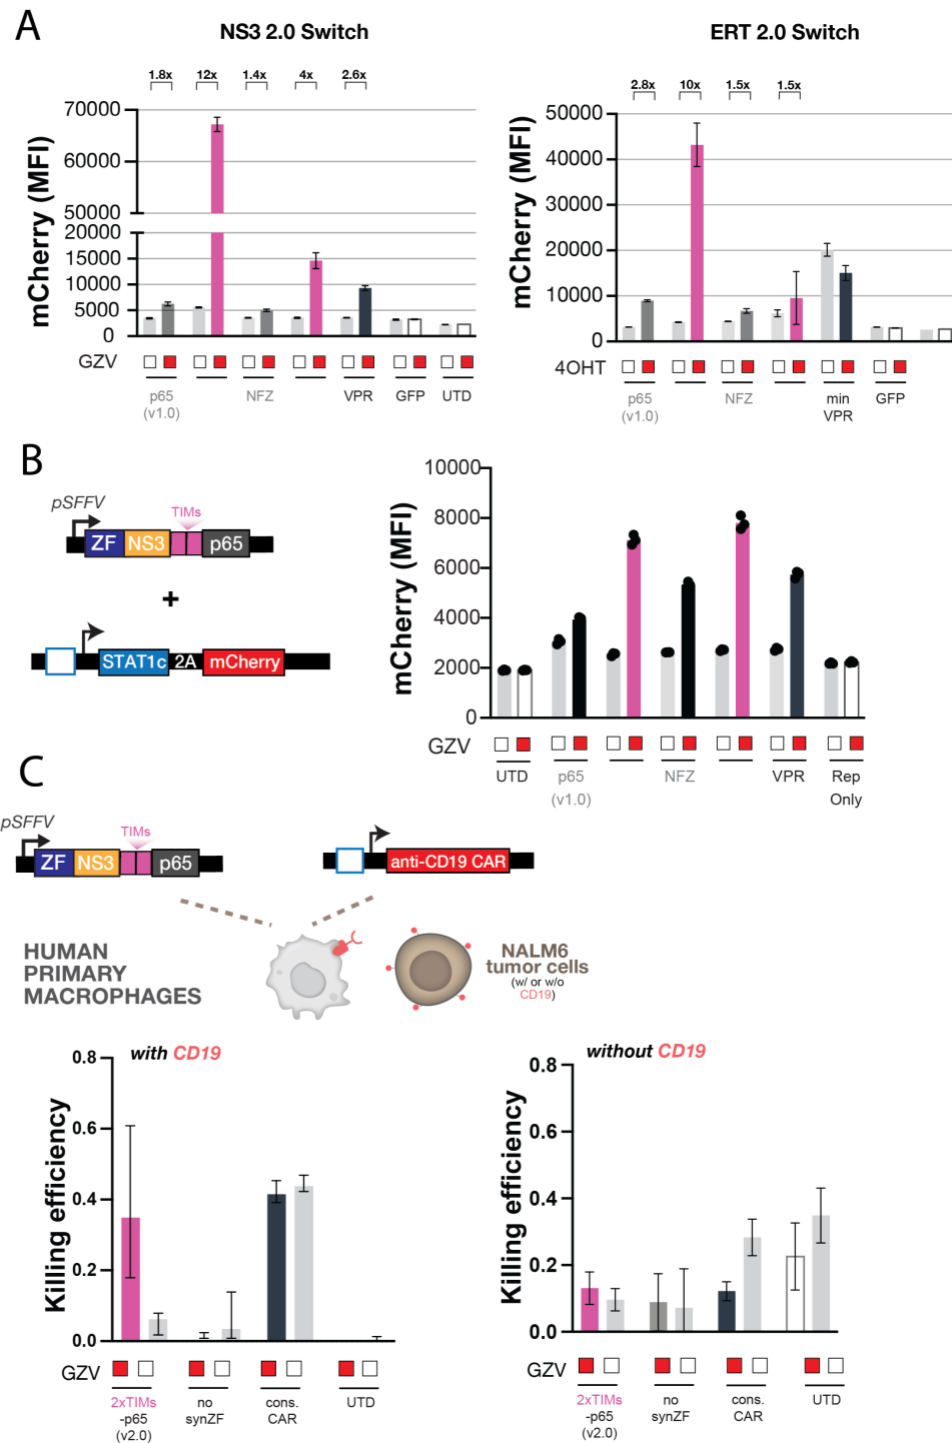 A
NS3 2.0 Switch
1.8x 12x 1.4x 4x 2.6x
mCherry (MFI)
70000
60000
50000
20000
15000
10000
5000
0
GZV
p65 NFZ VPR GFP UTD
(v1.0)
ERT 2.0 Switch
2.8x 10x 1.5x 1.5x
mCherry (MFI)
50000
40000
30000
20000
10000
0
4OHT
p65 NFZ min GFP
(v1.0) VPR
B
pSFFV
TIMs
ZF NS3 p65
+
STAT1c 2A mCherry
mCherry (MFI)
10000
8000
6000
4000
2000
0
GZV
UTD p65 NFZ VPR Rep
(v1.0) Only
C
pSFFV
TIMs
ZF NS3 p65
anti-CD19 CAR
HUMAN
PRIMARY
MACROPHAGES
NALM6
tumor cells
(w/ or w/o
CD19)
with CD19
Killing efficiency
0.8
0.6
0.4
0.2
0.0
GZV
2xTIMs no cons. UTD
-p65 synZF CAR
(v2.0)
without CD19
Killing efficiency
0.8
0.6
0.4
0.2
0.0
GZV
2xTIMs no cons. UTD
-p65 synZF CAR
(v2.0)